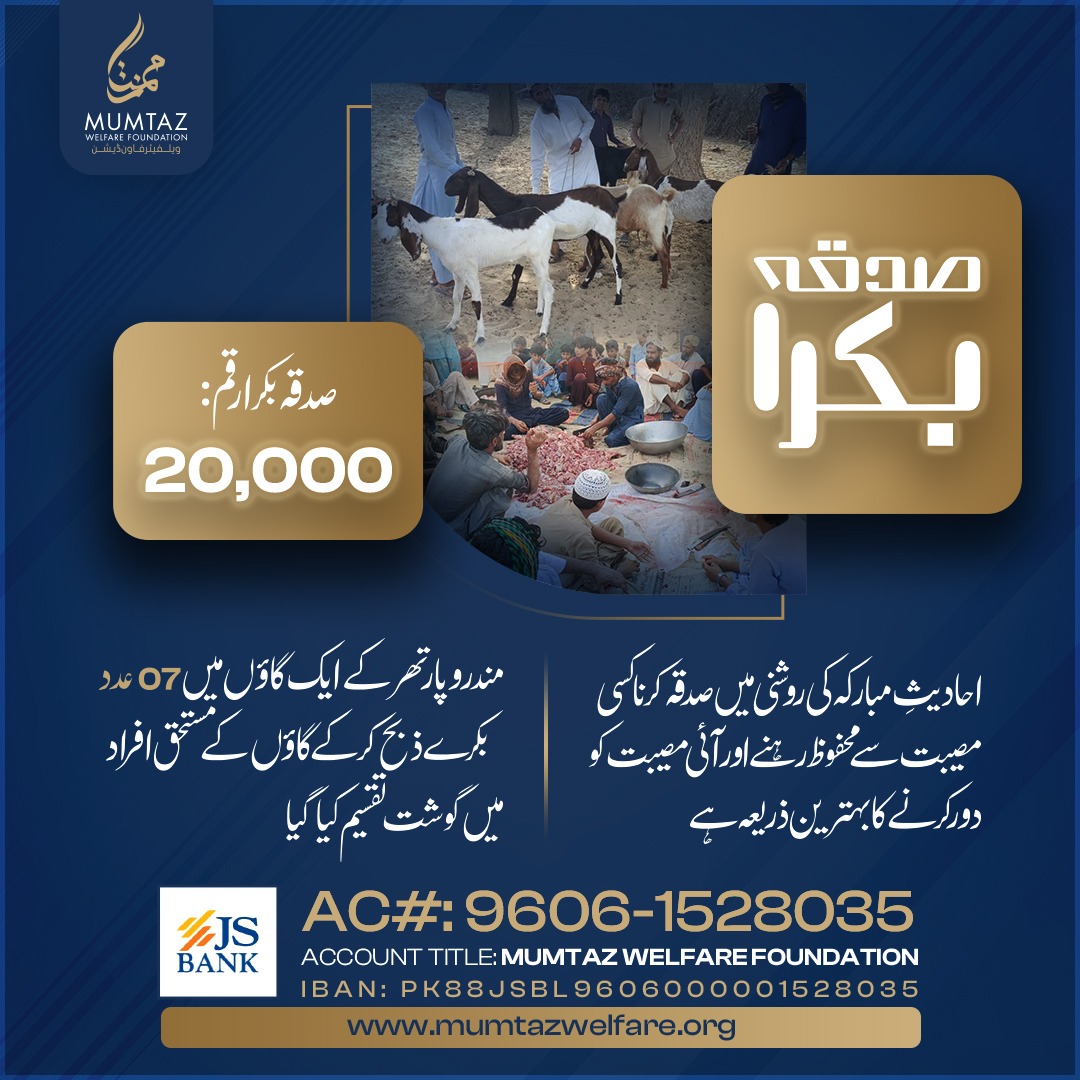 ممتاز
MUMTAZ
WELFARE FOUNDATION
ویلفیئر فاونڈیشن
صدقہ
بکرا
صدقہ بکرا رقم:
20,000
احادیثِ مبارکہ کی روشنی میں صدقہ کرنا کسی
مصیبت سے محفوظ رہنے اور آئی مصیبت کو
دور کرنے کا بہترین ذریعہ ہے
مندرو پارتھر کے ایک گاؤں میں 07 عدد
بکرے ذبح کر کے گاؤں کے مستحق افراد
میں گوشت تقسیم کیا گیا
JS
BANK
AC#: 9606-1528035
ACCOUNT TITLE: MUMTAZ WELFARE FOUNDATION
IBAN: PK88JSBL9606000001528035
www.mumtazwelfare.org